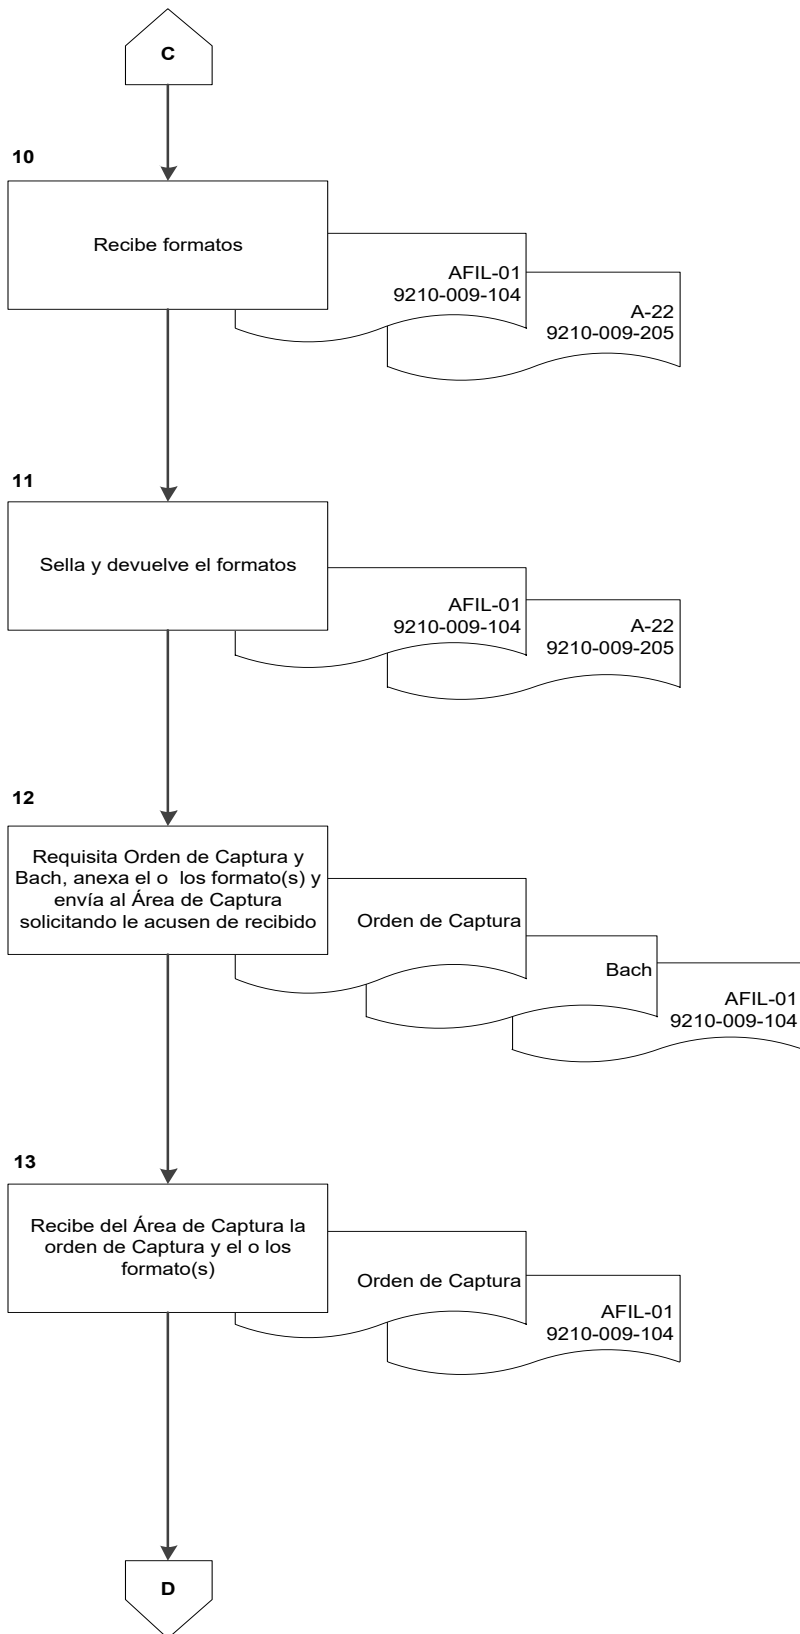 C
10
Recibe formatos
AFIL-01
9210-009-104
A-22
9210-009-205
11
Sella y devuelve el formatos
AFIL-01
9210-009-104
A-22
9210-009-205
12
Requisita Orden de Captura y
Bach, anexa el o los formato(s) y
envía al Área de Captura
solicitando le acusen de recibido
Orden de Captura
Bach
AFIL-01
9210-009-104
13
Recibe del Área de Captura la
orden de Captura y el o los
formato(s)
Orden de Captura
AFIL-01
9210-009-104
D